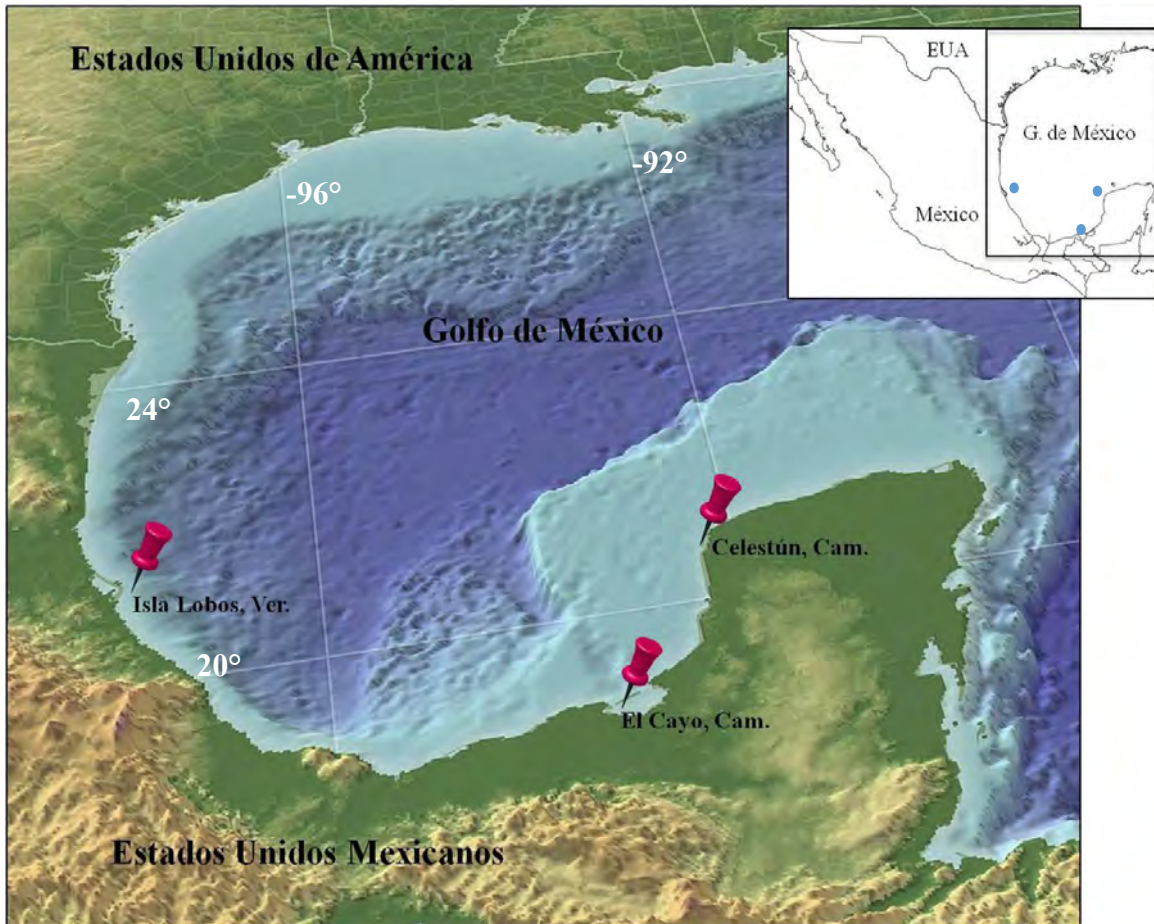 Estados Unidos de América
EUA
G. de México
México
-92°
-96°
Golfo de México
24°
Celestún, Cam.
Isla Lobos, Ver.
20°
El Cayo, Cam.
Estados Unidos Mexicanos